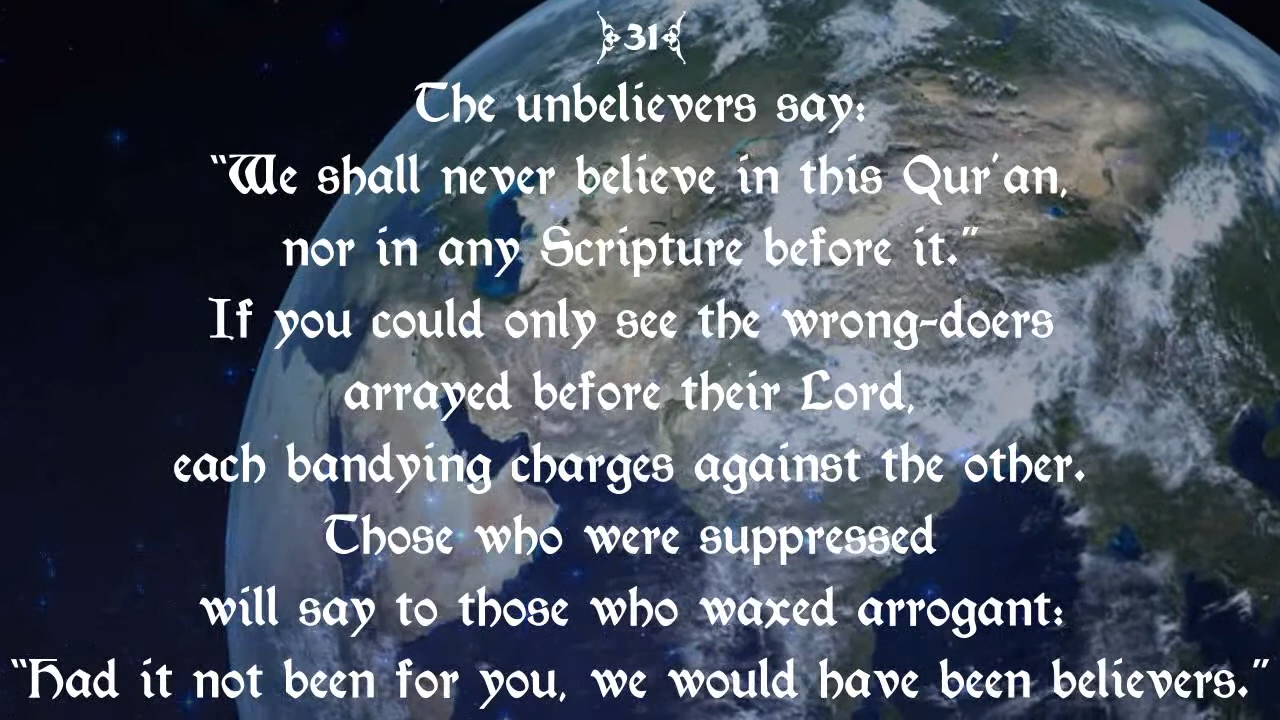 31
The unbelievers say:
“We shall never believe in this Qur’an,
nor in any Scripture before it.”
If you could only see the wrong-doers
arrayed before their Lord,
each bandying charges against the other.
Those who were suppressed
will say to those who waxed arrogant:
“Had it not been for you, we would have been believers.”